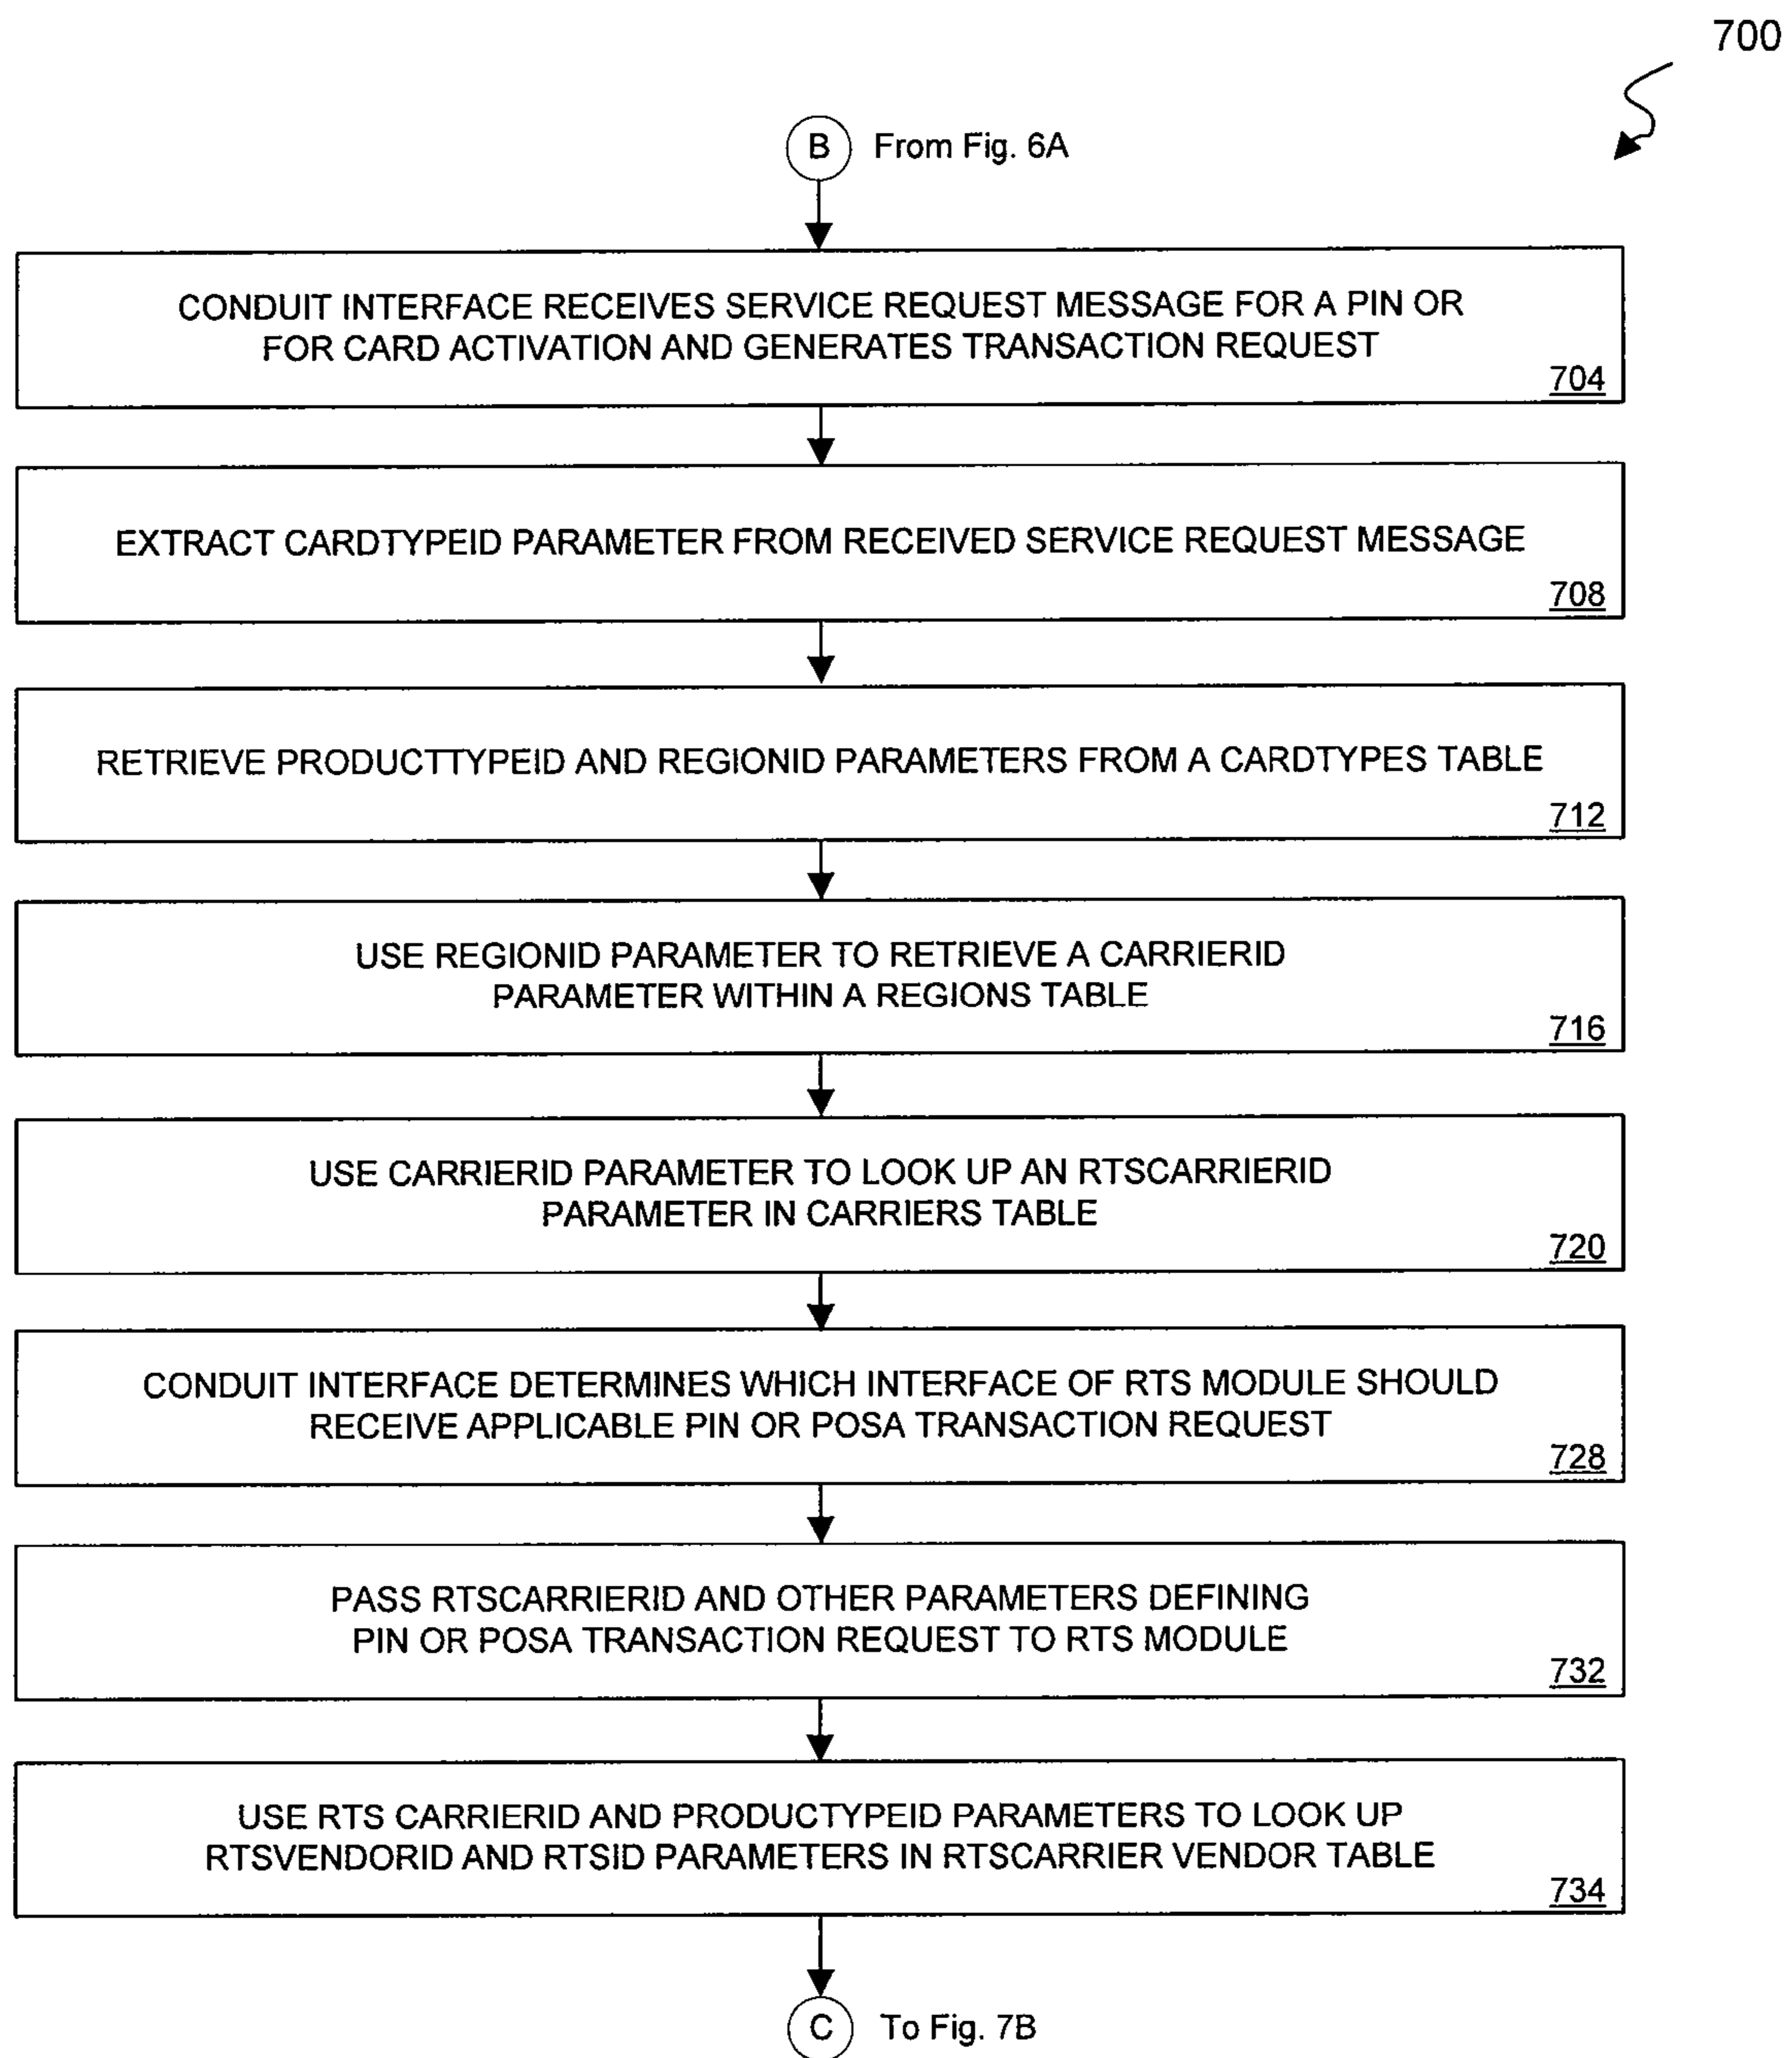 700
B From Fig. 6A
CONDUIT INTERFACE RECEIVES SERVICE REQUEST MESSAGE FOR A PIN OR
FOR CARD ACTIVATION AND GENERATES TRANSACTION REQUEST
704
EXTRACT CARDTYPEID PARAMETER FROM RECEIVED SERVICE REQUEST MESSAGE
708
RETRIEVE PRODUCTTYPEID AND REGIONID PARAMETERS FROM A CARDTYPES TABLE
712
USE REGIONID PARAMETER TO RETRIEVE A CARRIERID
PARAMETER WITHIN A REGIONS TABLE
716
USE CARRIERID PARAMETER TO LOOK UP AN RTSCARRIERID
PARAMETER IN CARRIERS TABLE
720
CONDUIT INTERFACE DETERMINES WHICH INTERFACE OF RTS MODULE SHOULD
RECEIVE APPLICABLE PIN OR POSA TRANSACTION REQUEST
728
PASS RTSCARRIERID AND OTHER PARAMETERS DEFINING
PIN OR POSA TRANSACTION REQUEST TO RTS MODULE
732
USE RTS CARRIERID AND PRODUCTYPEID PARAMETERS TO LOOK UP
RTSVENDORID AND RTSID PARAMETERS IN RTSCARRIER VENDOR TABLE
734
C To Fig. 7B